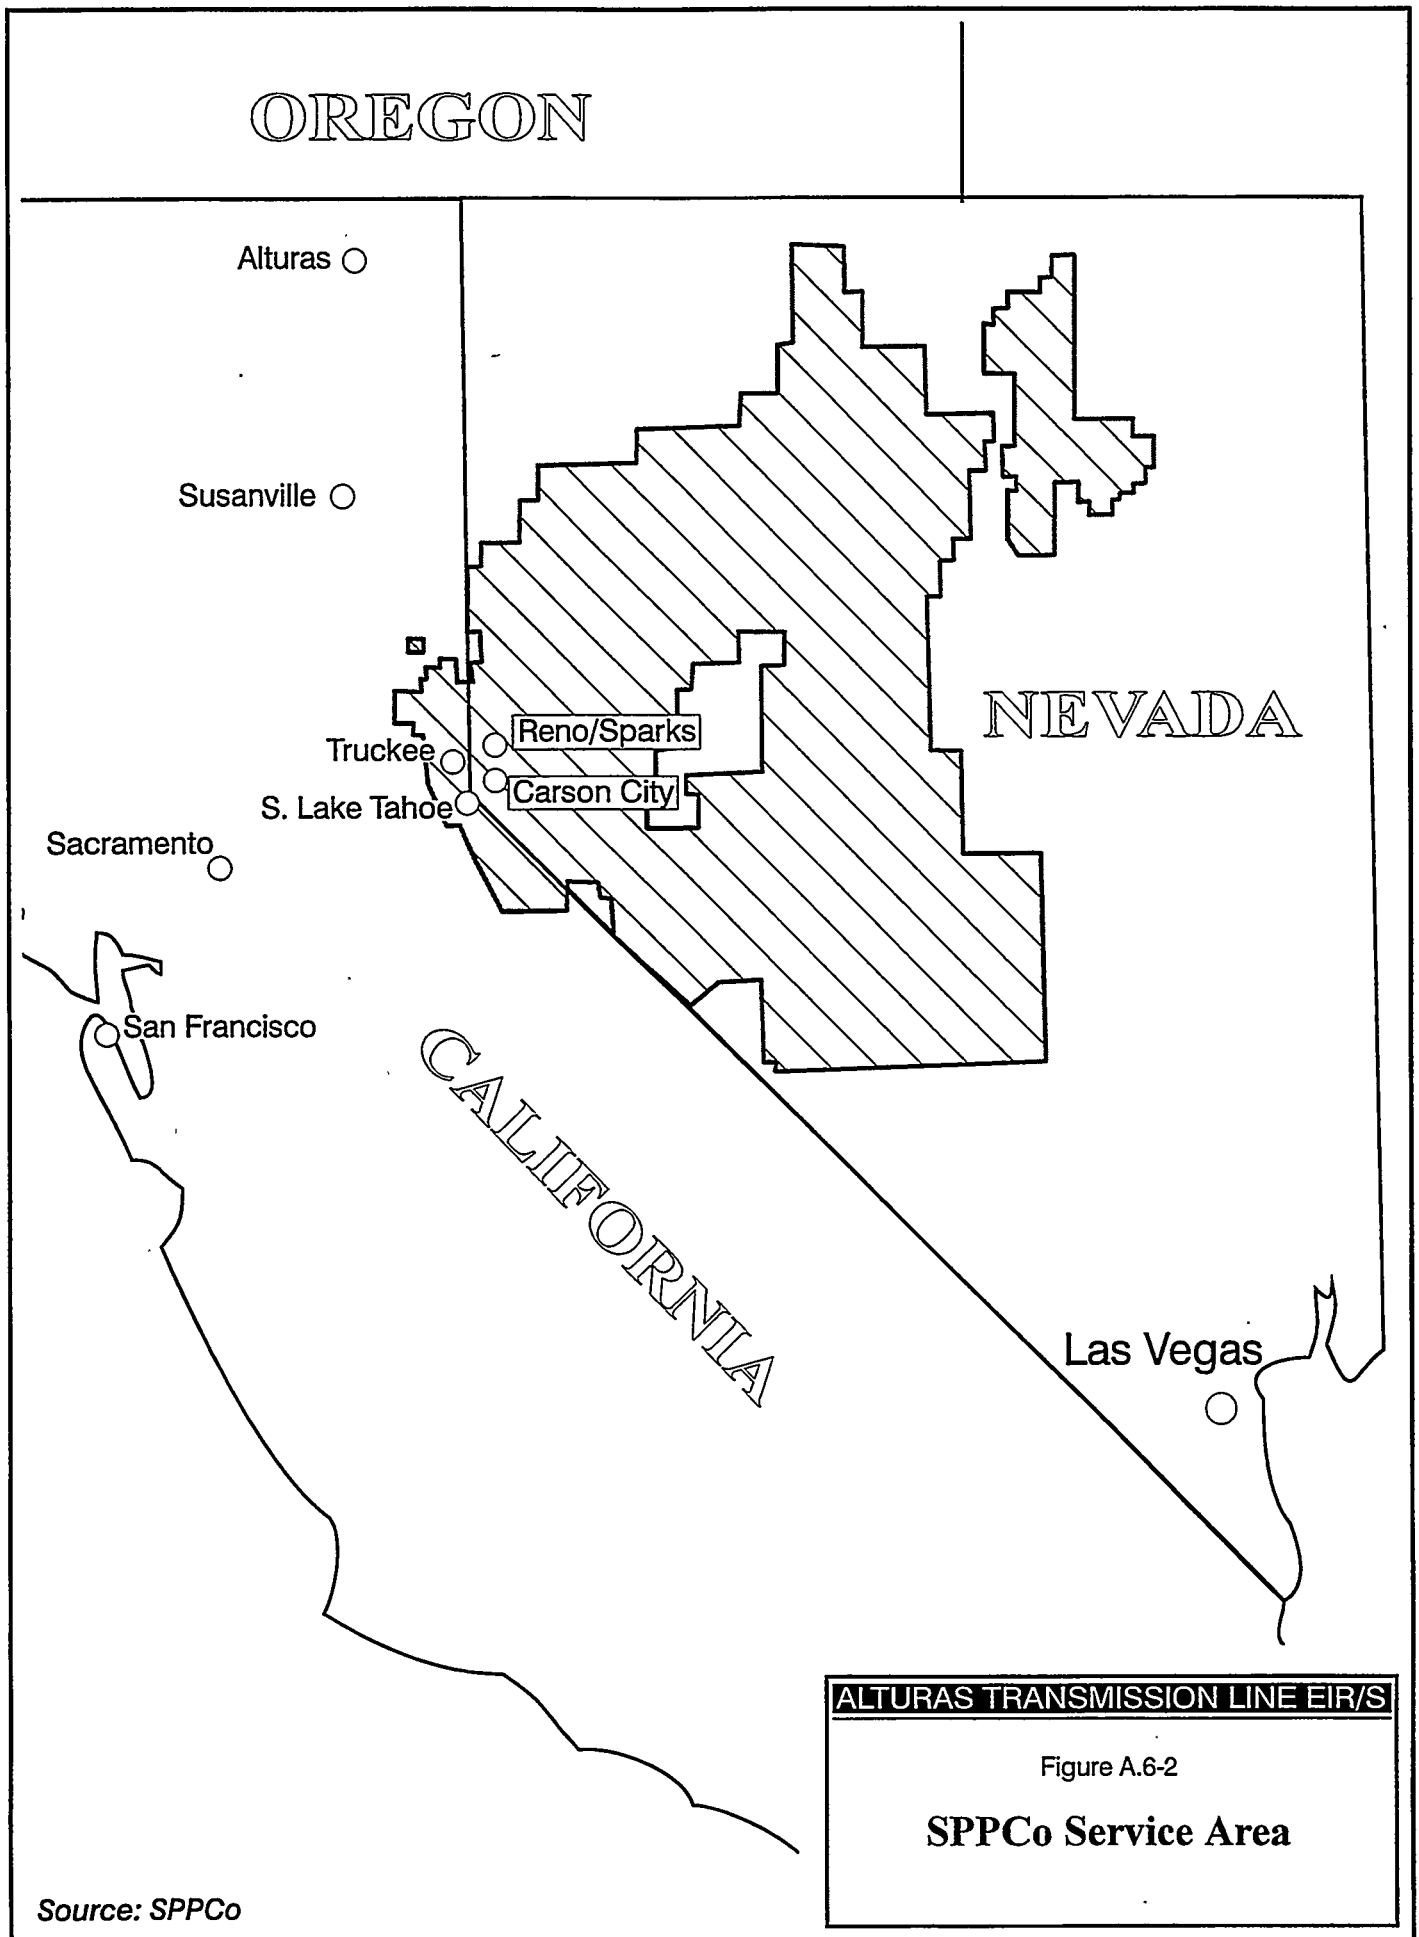 OREGON
Alturas
Susanville
NEVADA
Reno/Sparks
Truckee
Carson City
S. Lake Tahoe
Sacramento
San Francisco
CALIFORNIA
Las Vegas
ALTURAS TRANSMISSION LINE EIR/S
Figure A.6-2
SPPCo Service Area
Source: SPPCo